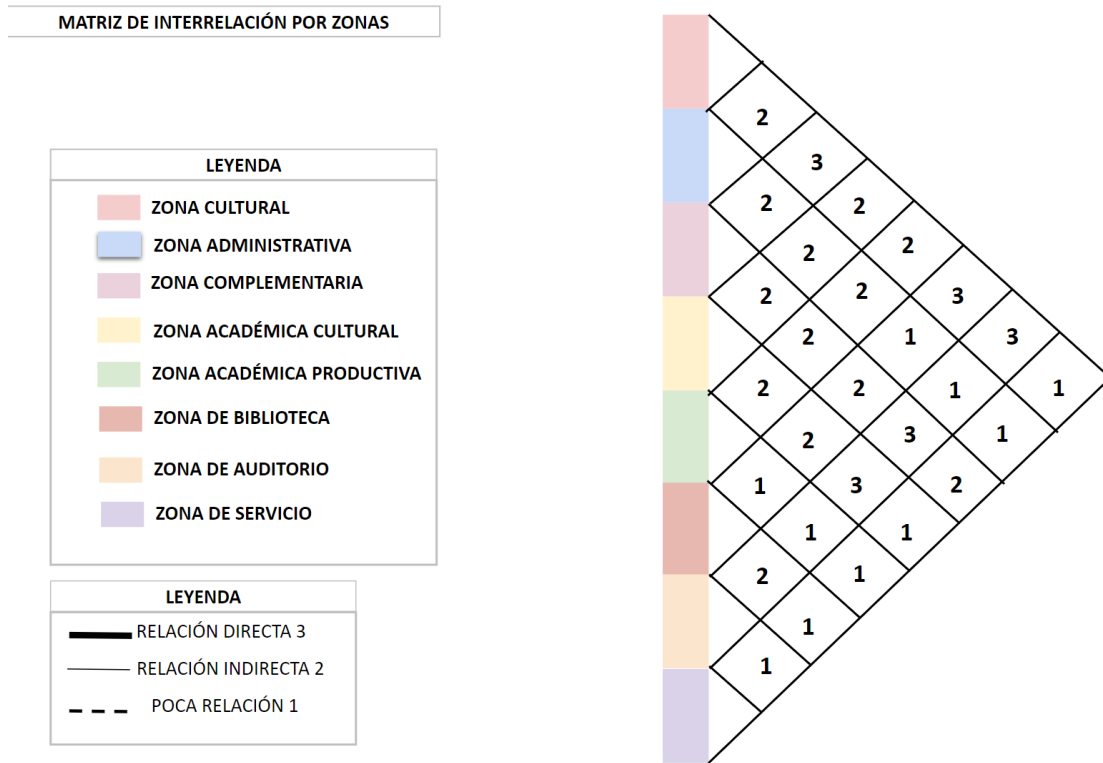 MATRIZ DE INTERRELACIÓN POR ZONAS
LEYENDA
ZONA CULTURAL
ZONA ADMINISTRATIVA
ZONA COMPLEMENTARIA
ZONA ACADÉMICA CULTURAL
ZONA ACADÉMICA PRODUCTIVA
ZONA DE BIBLIOTECA
ZONA DE AUDITORIO
ZONA DE SERVICIO
LEYENDA
RELACIÓN DIRECTA 3
RELACIÓN INDIRECTA 2
POCA RELACIÓN 1
2
3
2 2
2 2
2 2 3
2 1 3
2 2 1 1
2 3 1
1 3 2
1 1
2 1
1
1